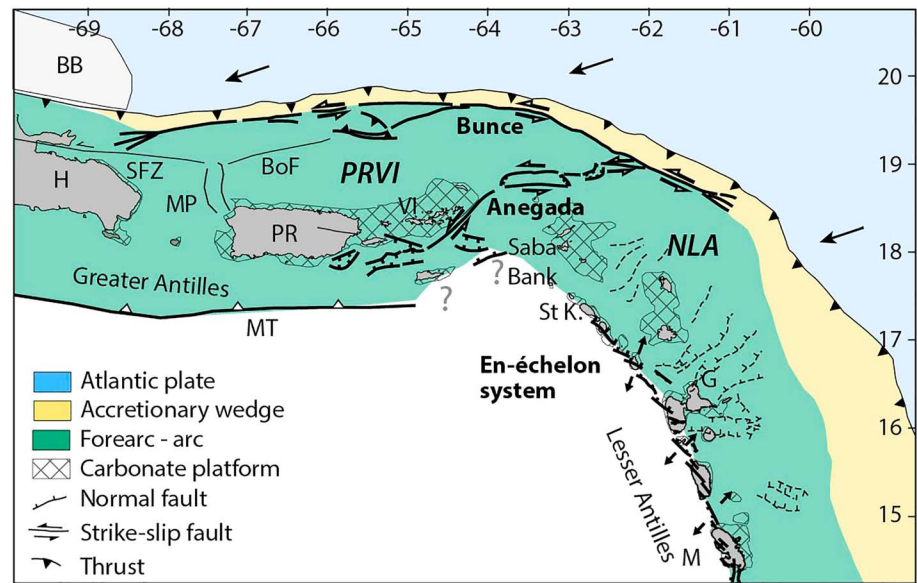 -69 -68 -67 -66 -65 -64 -63 -62 -61 -60
BB
20
Bunce
19
SFZ
BoF
PRVI
H
MP
VI
Anegada
NLA
PR
Saba
18
Bank
Greater Antilles
?
?
St K.
MT
17
En-échelon
system
G
Atlantic plate
Accretionary wedge
16
Forearc - arc
Carbonate platform
Lesser Antilles
Normal fault
15
Strike-slip fault
M
Thrust